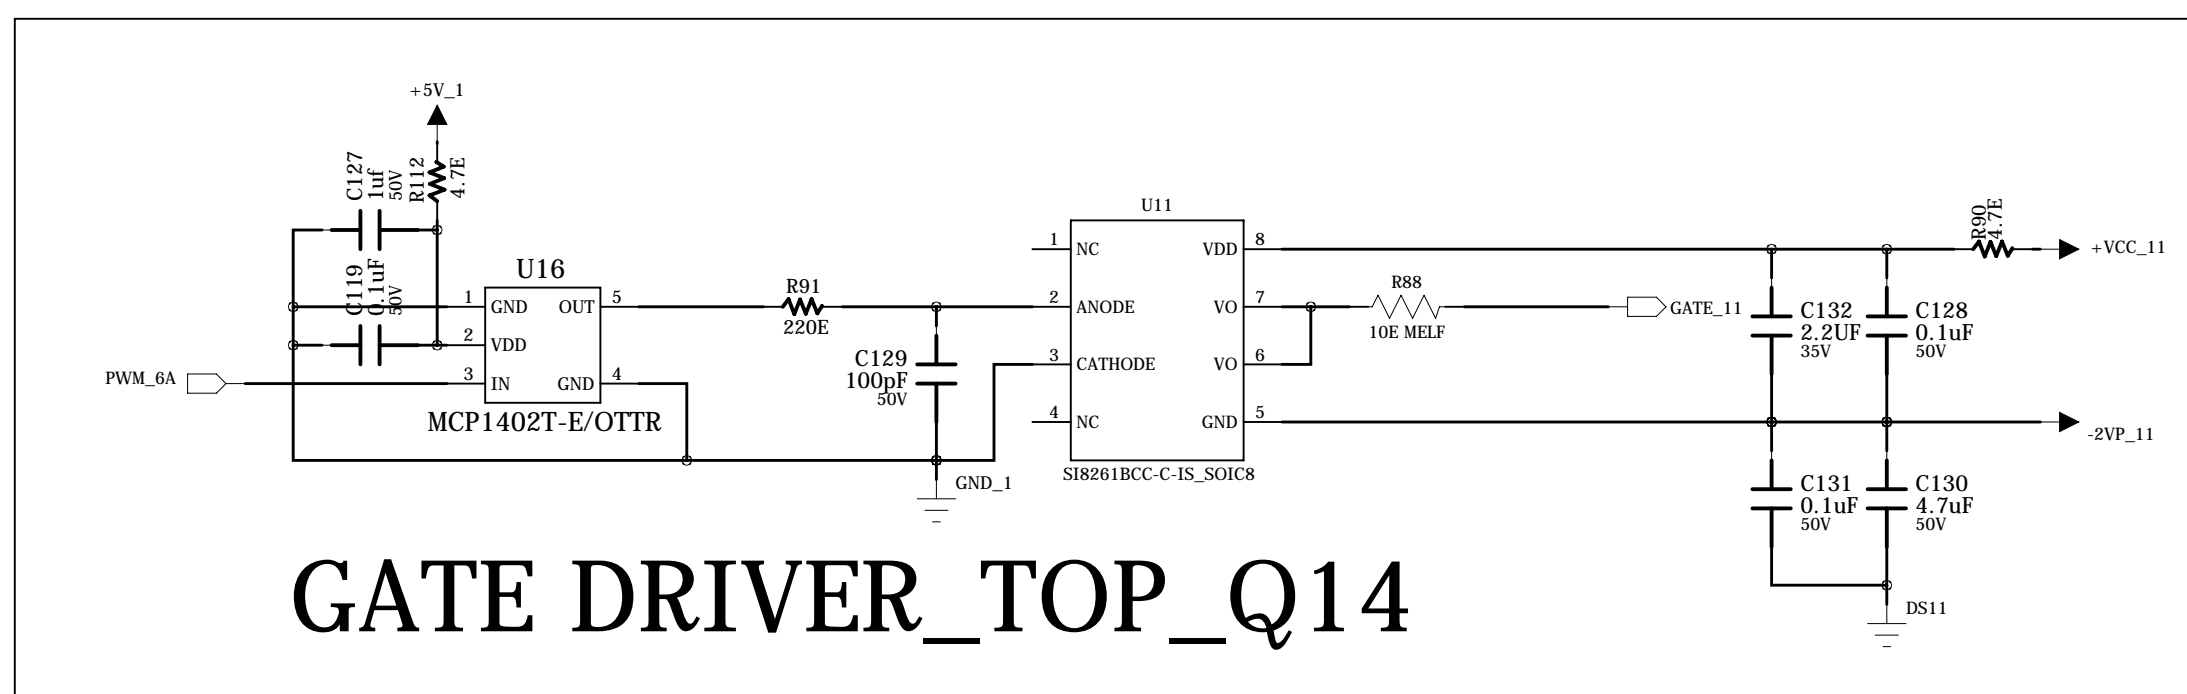 +5V_1
C127
1uf
50V
R112
4.7E
C119
0.1uF
50V
U16
1
GND
2
VDD
3
IN
OUT
5
GND
4
MCP1402T-E/OTTR
PWM_6A
R91
220E
C129
100pF
50V
GND_1
U11
1
NC
2
ANODE
3
CATHODE
4
NC
VDD
8
VO
7
VO
6
GND
5
SI8261BCC-C-IS_SOIC8
R88
10E MELF
GATE_11
R90
4.7E
+VCC_11
C132
2.2UF
35V
C128
0.1uF
50V
-2VP_11
C131
0.1uF
50V
C130
4.7uF
50V
DS11
GATE DRIVER_TOP_Q14